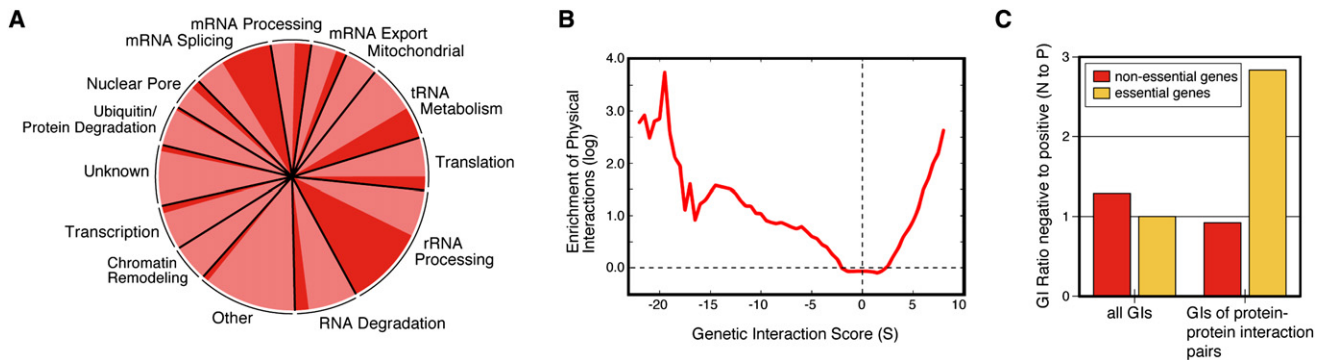 A
mRNA Processing
mRNA Splicing
mRNA Export
Mitochondrial
Nuclear Pore
tRNA
Metabolism
Ubiquitin/
Protein Degradation
Translation
Unknown
Transcription
rRNA
Processing
Chromatin
Remodeling
Other
RNA Degradation
B
Enrichment of Physical
Interactions (log)
4.0
3.0
2.0
1.0
0.0
-20
-15
-10
-5
0
5
10
Genetic Interaction Score (S)
C
GI Ratio negative to positive (N to P)
3
2
1
0
non-essential genes
essential genes
all GIs
GIs of protein-
protein interaction
pairs